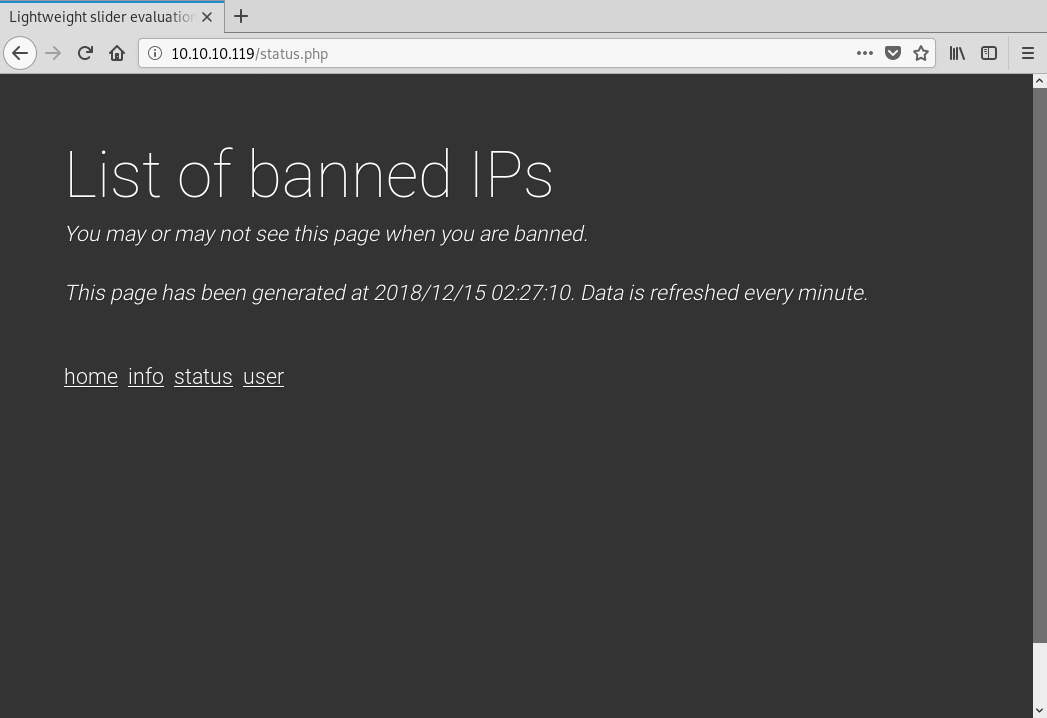 Lightweight slider evaluation
10.10.10.119/status.php
List of banned IPs
You may or may not see this page when you are banned.
This page has been generated at 2018/12/15 02:27:10. Data is refreshed every minute.
home info status user